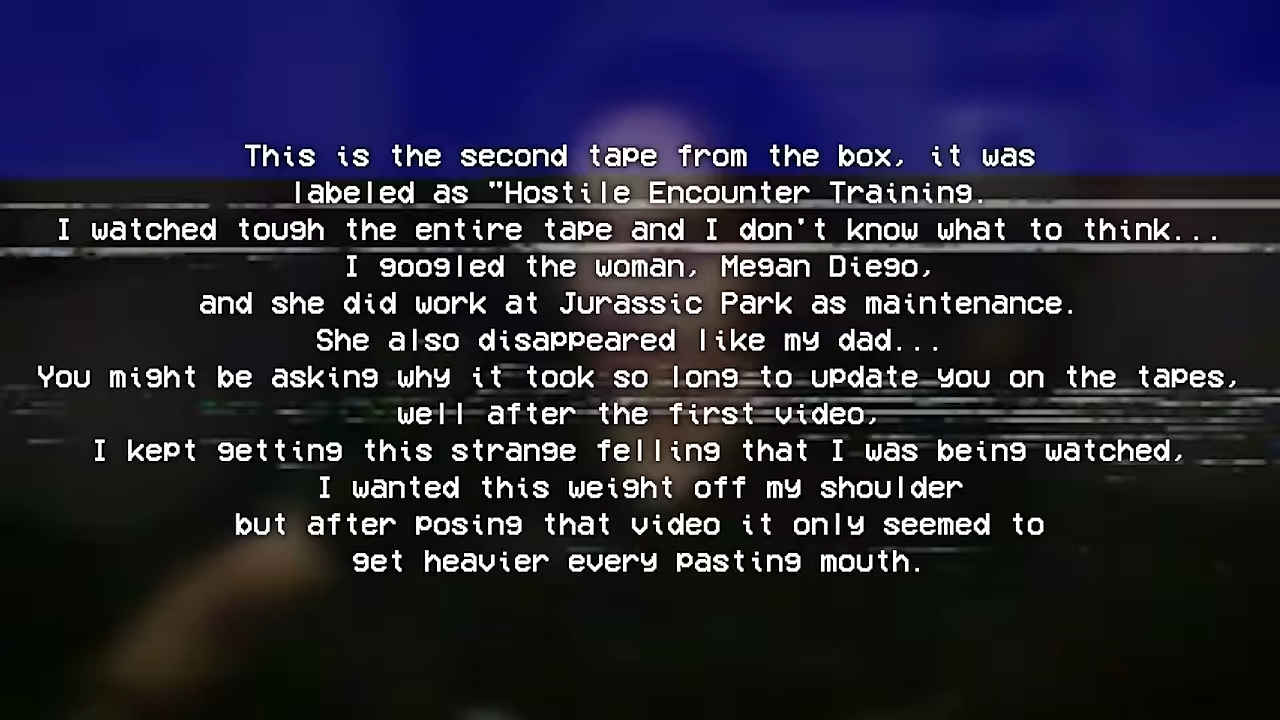 This is the second tape from the box, it was
labeled as "Hostile Encounter Training.
I watched tough the entire tape and I don't know what to think...
I googled the woman, Megan Diego,
and she did work at Jurassic Park as maintenance.
She also disappeared like my dad...
You might be asking why it took so long to update you on the tapes,
well after the first video,
I kept getting this strange felling that I was being watched,
I wanted this weight off my shoulder
but after posing that video it only seemed to
get heavier every pasting mouth.